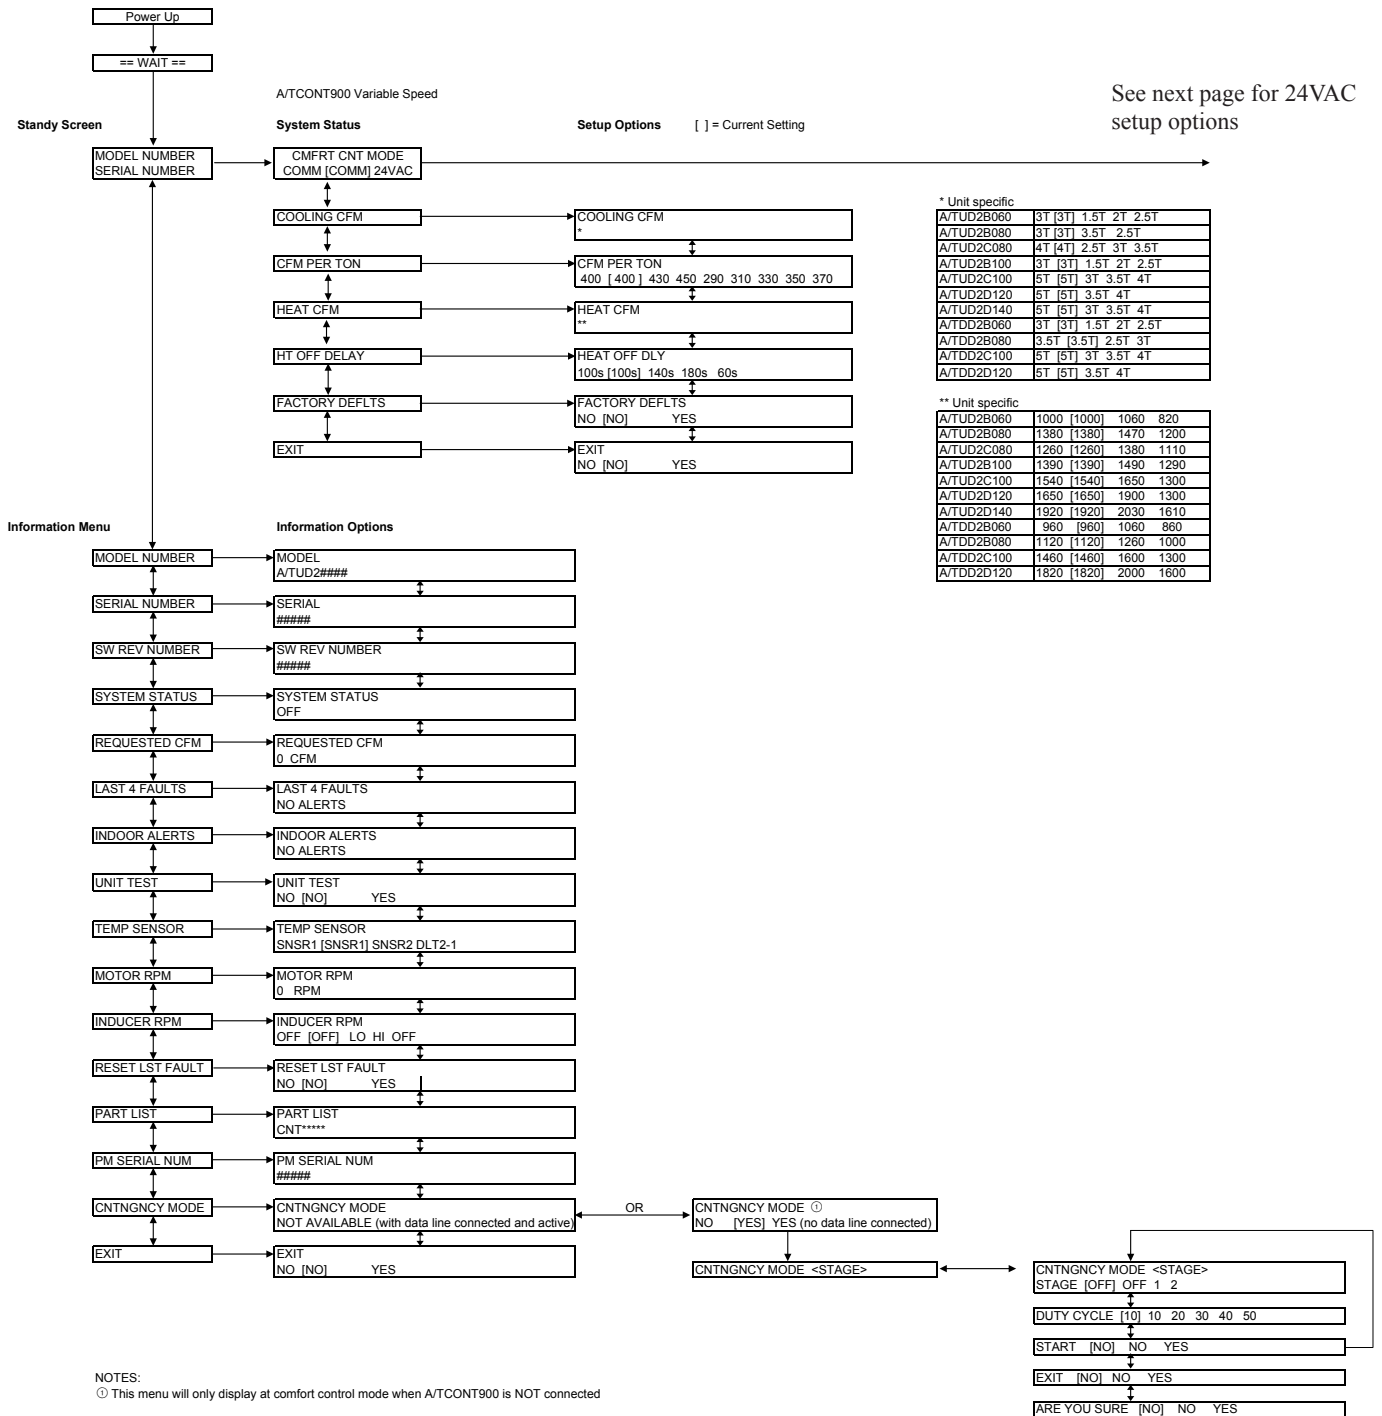 Power Up
== WAIT ==
A/TCONT900 Variable Speed
See next page for 24VAC
setup options
Standy Screen
System Status
Setup Options [ ] = Current Setting
MODEL NUMBER
SERIAL NUMBER
CMFRT CNT MODE
COMM [COMM] 24VAC
COOLING CFM
COOLING CFM
*
CFM PER TON
CFM PER TON
400 [ 400 ] 430 450 290 310 330 350 370
HEAT CFM
HEAT CFM
**
HT OFF DELAY
HEAT OFF DLY
100s [100s] 140s 180s 60s
FACTORY DEFLTS
FACTORY DEFLTS
NO [NO] YES
EXIT
EXIT
NO [NO] YES
* Unit specific
A/TUD2B060 3T [3T] 1.5T 2T 2.5T
A/TUD2B080 3T [3T] 3.5T 2.5T
A/TUD2C080 4T [4T] 2.5T 3T 3.5T
A/TUD2B100 3T [3T] 1.5T 2T 2.5T
A/TUD2C100 5T [5T] 3T 3.5T 4T
A/TUD2D120 5T [5T] 3.5T 4T
A/TUD2D140 5T [5T] 3T 3.5T 4T
A/TDD2B060 3T [3T] 1.5T 2T 2.5T
A/TDD2B080 3.5T [3.5T] 2.5T 3T
A/TDD2C100 5T [5T] 3T 3.5T 4T
A/TDD2D120 5T [5T] 3.5T 4T
** Unit specific
A/TUD2B060 1000 [1000] 1060 820
A/TUD2B080 1380 [1380] 1470 1200
A/TUD2C080 1260 [1260] 1380 1110
A/TUD2B100 1390 [1390] 1490 1290
A/TUD2C100 1540 [1540] 1650 1300
A/TUD2D120 1650 [1650] 1900 1300
A/TUD2D140 1920 [1920] 2030 1610
A/TDD2B060 960 [960] 1060 860
A/TDD2B080 1120 [1120] 1260 1000
A/TDD2C100 1460 [1460] 1600 1300
A/TDD2D120 1820 [1820] 2000 1600
Information Menu
Information Options
MODEL NUMBER
MODEL
A/TUD2####
SERIAL NUMBER
SERIAL
#####
SW REV NUMBER
SW REV NUMBER
#####
SYSTEM STATUS
SYSTEM STATUS
OFF
REQUESTED CFM
REQUESTED CFM
0 CFM
LAST 4 FAULTS
LAST 4 FAULTS
NO ALERTS
INDOOR ALERTS
INDOOR ALERTS
NO ALERTS
UNIT TEST
UNIT TEST
NO [NO] YES
TEMP SENSOR
TEMP SENSOR
SNSR1 [SNSR1] SNSR2 DLT2-1
MOTOR RPM
MOTOR RPM
0 RPM
INDUCER RPM
INDUCER RPM
OFF [OFF] LO HI OFF
RESET LST FAULT
RESET LST FAULT
NO [NO] YES
PART LIST
PART LIST
CNT*****
PM SERIAL NUM
PM SERIAL NUM
#####
CNTNGNCY MODE
CNTNGNCY MODE
NOT AVAILABLE (with data line connected and active)
OR
CNTNGNCY MODE ①
NO [YES] YES (no data line connected)
EXIT
EXIT
NO [NO] YES
CNTNGNCY MODE <STAGE>
CNTNGNCY MODE <STAGE>
STAGE [OFF] OFF 1 2
DUTY CYCLE [10] 10 20 30 40 50
START [NO] NO YES
EXIT [NO] NO YES
ARE YOU SURE [NO] NO YES
NOTES:
① This menu will only display at comfort control mode when A/TCONT900 is NOT connected